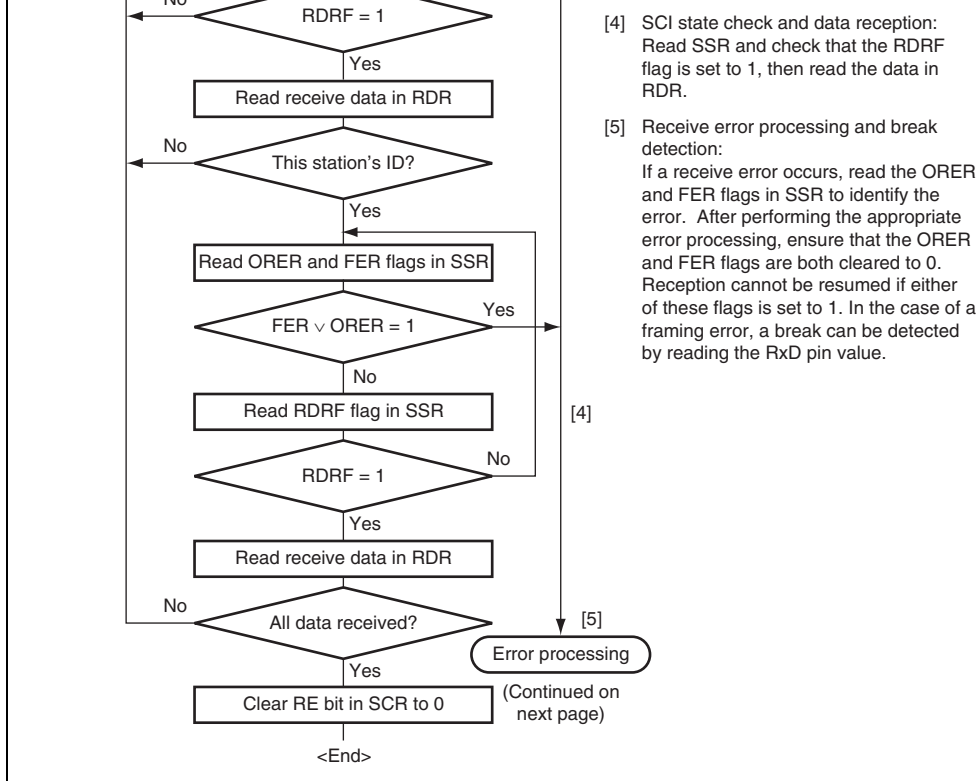 No
RDRF = 1
Yes
Read receive data in RDR
No
This station's ID?
Yes
Read ORER and FER flags in SSR
FER ∨ ORER = 1
Yes
No
Read RDRF flag in SSR
[4]
RDRF = 1
No
Yes
Read receive data in RDR
No
All data received?
[5]
Error processing
Yes
(Continued on
next page)
Clear RE bit in SCR to 0
<End>
[4] SCI state check and data reception:
Read SSR and check that the RDRF
flag is set to 1, then read the data in
RDR.
[5] Receive error processing and break
detection:
If a receive error occurs, read the ORER
and FER flags in SSR to identify the
error. After performing the appropriate
error processing, ensure that the ORER
and FER flags are both cleared to 0.
Reception cannot be resumed if either
of these flags is set to 1. In the case of a
framing error, a break can be detected
by reading the RxD pin value.